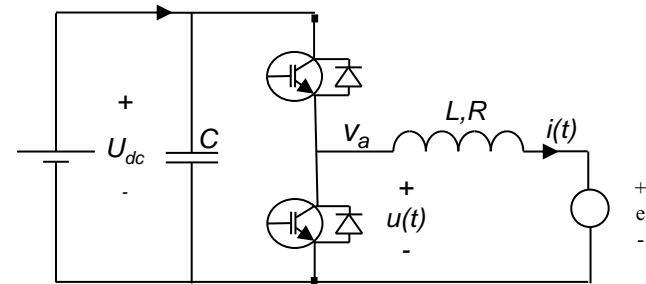 +
U_dc
-
C
v_a
L,R
i(t)
+
u(t)
-
+
e
-